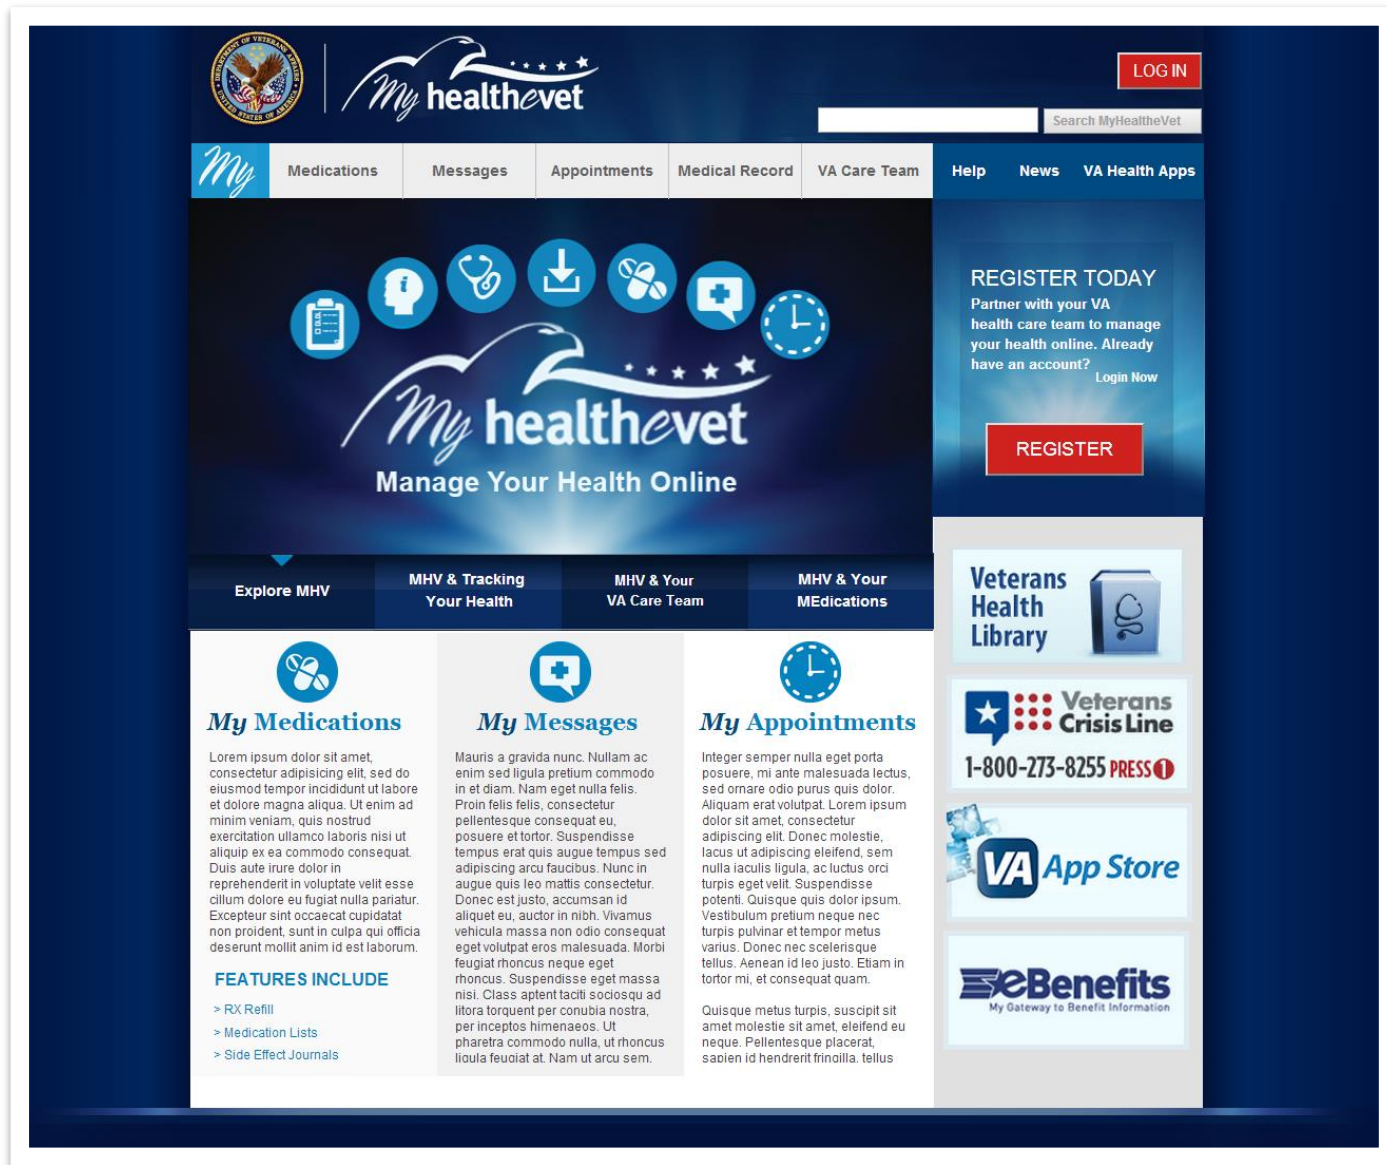 DEPARTMENT OF VETERANS AFFAIRS
UNITED STATES OF AMERICA
My healthevet
LOG IN
Search MyHealtheVet
My
Medications
Messages
Appointments
Medical Record
VA Care Team
Help
News
VA Health Apps
i
My healthevet
Manage Your Health Online
REGISTER TODAY
Partner with your VA
health care team to manage
your health online. Already
have an account?
Login Now
REGISTER
Explore MHV
MHV & Tracking
Your Health
MHV & Your
VA Care Team
MHV & Your
MEdications
My Medications
Lorem ipsum dolor sit amet,
consectetur adipisicing elit, sed do
eiusmod tempor incididunt ut labore
et dolore magna aliqua. Ut enim ad
minim veniam, quis nostrud
exercitation ullamco laboris nisi ut
aliquip ex ea commodo consequat.
Duis aute irure dolor in
reprehenderit in voluptate velit esse
cillum dolore eu fugiat nulla pariatur.
Excepteur sint occaecat cupidatat
non proident, sunt in culpa qui officia
deserunt mollit anim id est laborum.
FEATURES INCLUDE
> RX Refill
> Medication Lists
> Side Effect Journals
My Messages
Mauris a gravida nunc. Nullam ac
enim sed ligula pretium commodo
in et diam. Nam eget nulla felis.
Proin felis felis, consectetur
pellentesque consequat eu,
posuere et tortor. Suspendisse
tempus erat quis augue tempus sed
adipiscing arcu faucibus. Nunc in
augue quis leo mattis consectetur.
Donec est justo, accumsan id
aliquet eu, auctor in nibh. Vivamus
vehicula massa non odio consequat
eget volutpat eros malesuada. Morbi
feugiat rhoncus neque eget
rhoncus. Suspendisse eget massa
nisi. Class aptent taciti sociosqu ad
litora torquent per conubia nostra,
per inceptos himenaeos. Ut
pharetra commodo nulla, ut rhoncus
ligula feugiat at. Nam ut arcu sem.
My Appointments
Integer semper nulla eget porta
posuere, mi ante malesuada lectus,
sed ornare odio purus quis dolor.
Aliquam erat volutpat. Lorem ipsum
dolor sit amet, consectetur
adipiscing elit. Donec molestie,
lacus ut adipiscing eleifend, sem
nulla iaculis ligula, ac luctus orci
turpis eget velit. Suspendisse
potenti. Quisque quis dolor ipsum.
Vestibulum pretium neque nec
turpis pulvinar et tempor metus
varius. Donec nec scelerisque
tellus. Aenean id leo justo. Etiam in
tortor mi, et consequat quam.
Quisque metus turpis, suscipit sit
amet molestie sit amet, eleifend eu
neque. Pellentesque placerat,
sapien id hendrerit fringilla, tellus
Veterans
Health
Library
Veterans
Crisis Line
1-800-273-8255 PRESS 1
VA App Store
eBenefits
My Gateway to Benefit Information